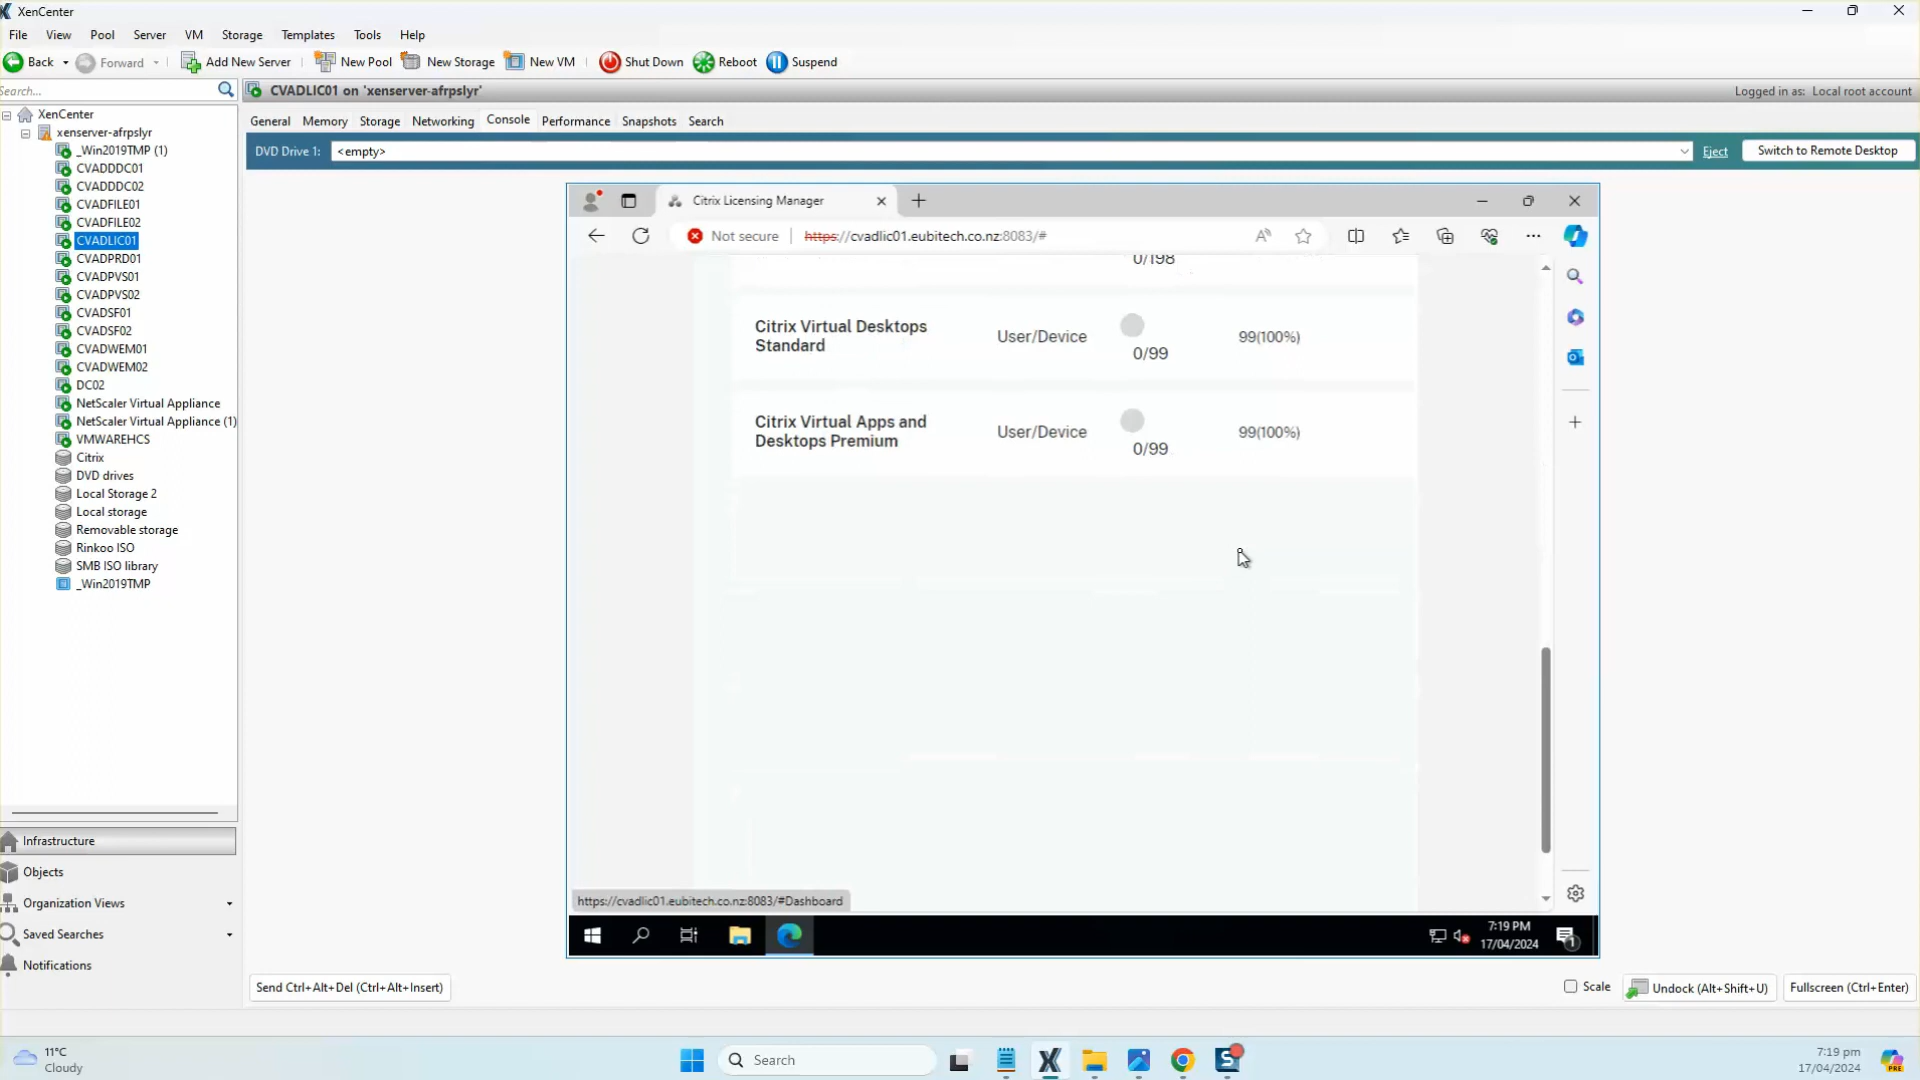 XenCenter
File View Pool Server VM Storage Templates Tools Help
Back Forward Add New Server New Pool New Storage New VM Shut Down Reboot Suspend
Search...
CVADLIC01 on 'xenserver-afrpslyr'
Logged in as: Local root account
General Memory Storage Networking Console Performance Snapshots Search
DVD Drive 1: <empty> Eject Switch to Remote Desktop
XenCenter
xenserver-afrpslyr
_Win2019TMP (1)
CVADDDC01
CVADDDC02
CVADFILE01
CVADFILE02
CVADLIC01
CVADPRD01
CVADPVS01
CVADPVS02
CVADSF01
CVADSF02
CVADWEM01
CVADWEM02
DC02
NetScaler Virtual Appliance
NetScaler Virtual Appliance (1)
VMWAREHCS
Citrix
DVD drives
Local Storage 2
Local storage
Removable storage
Rinkoo ISO
SMB ISO library
_Win2019TMP
Infrastructure
Objects
Organization Views
Saved Searches
Notifications
Citrix Licensing Manager
Not secure https://cvadlic01.eubitech.co.nz:8083/#
0/198
Citrix Virtual Desktops
Standard
User/Device
0/99
99(100%)
Citrix Virtual Apps and
Desktops Premium
User/Device
0/99
99(100%)
https://cvadlic01.eubitech.co.nz:8083/#Dashboard
7:19 PM
17/04/2024
1
Send Ctrl+Alt+Del (Ctrl+Alt+Insert)
Scale Undock (Alt+Shift+U) Fullscreen (Ctrl+Enter)
11°C
Cloudy
Search
7:19 pm
17/04/2024
PRE